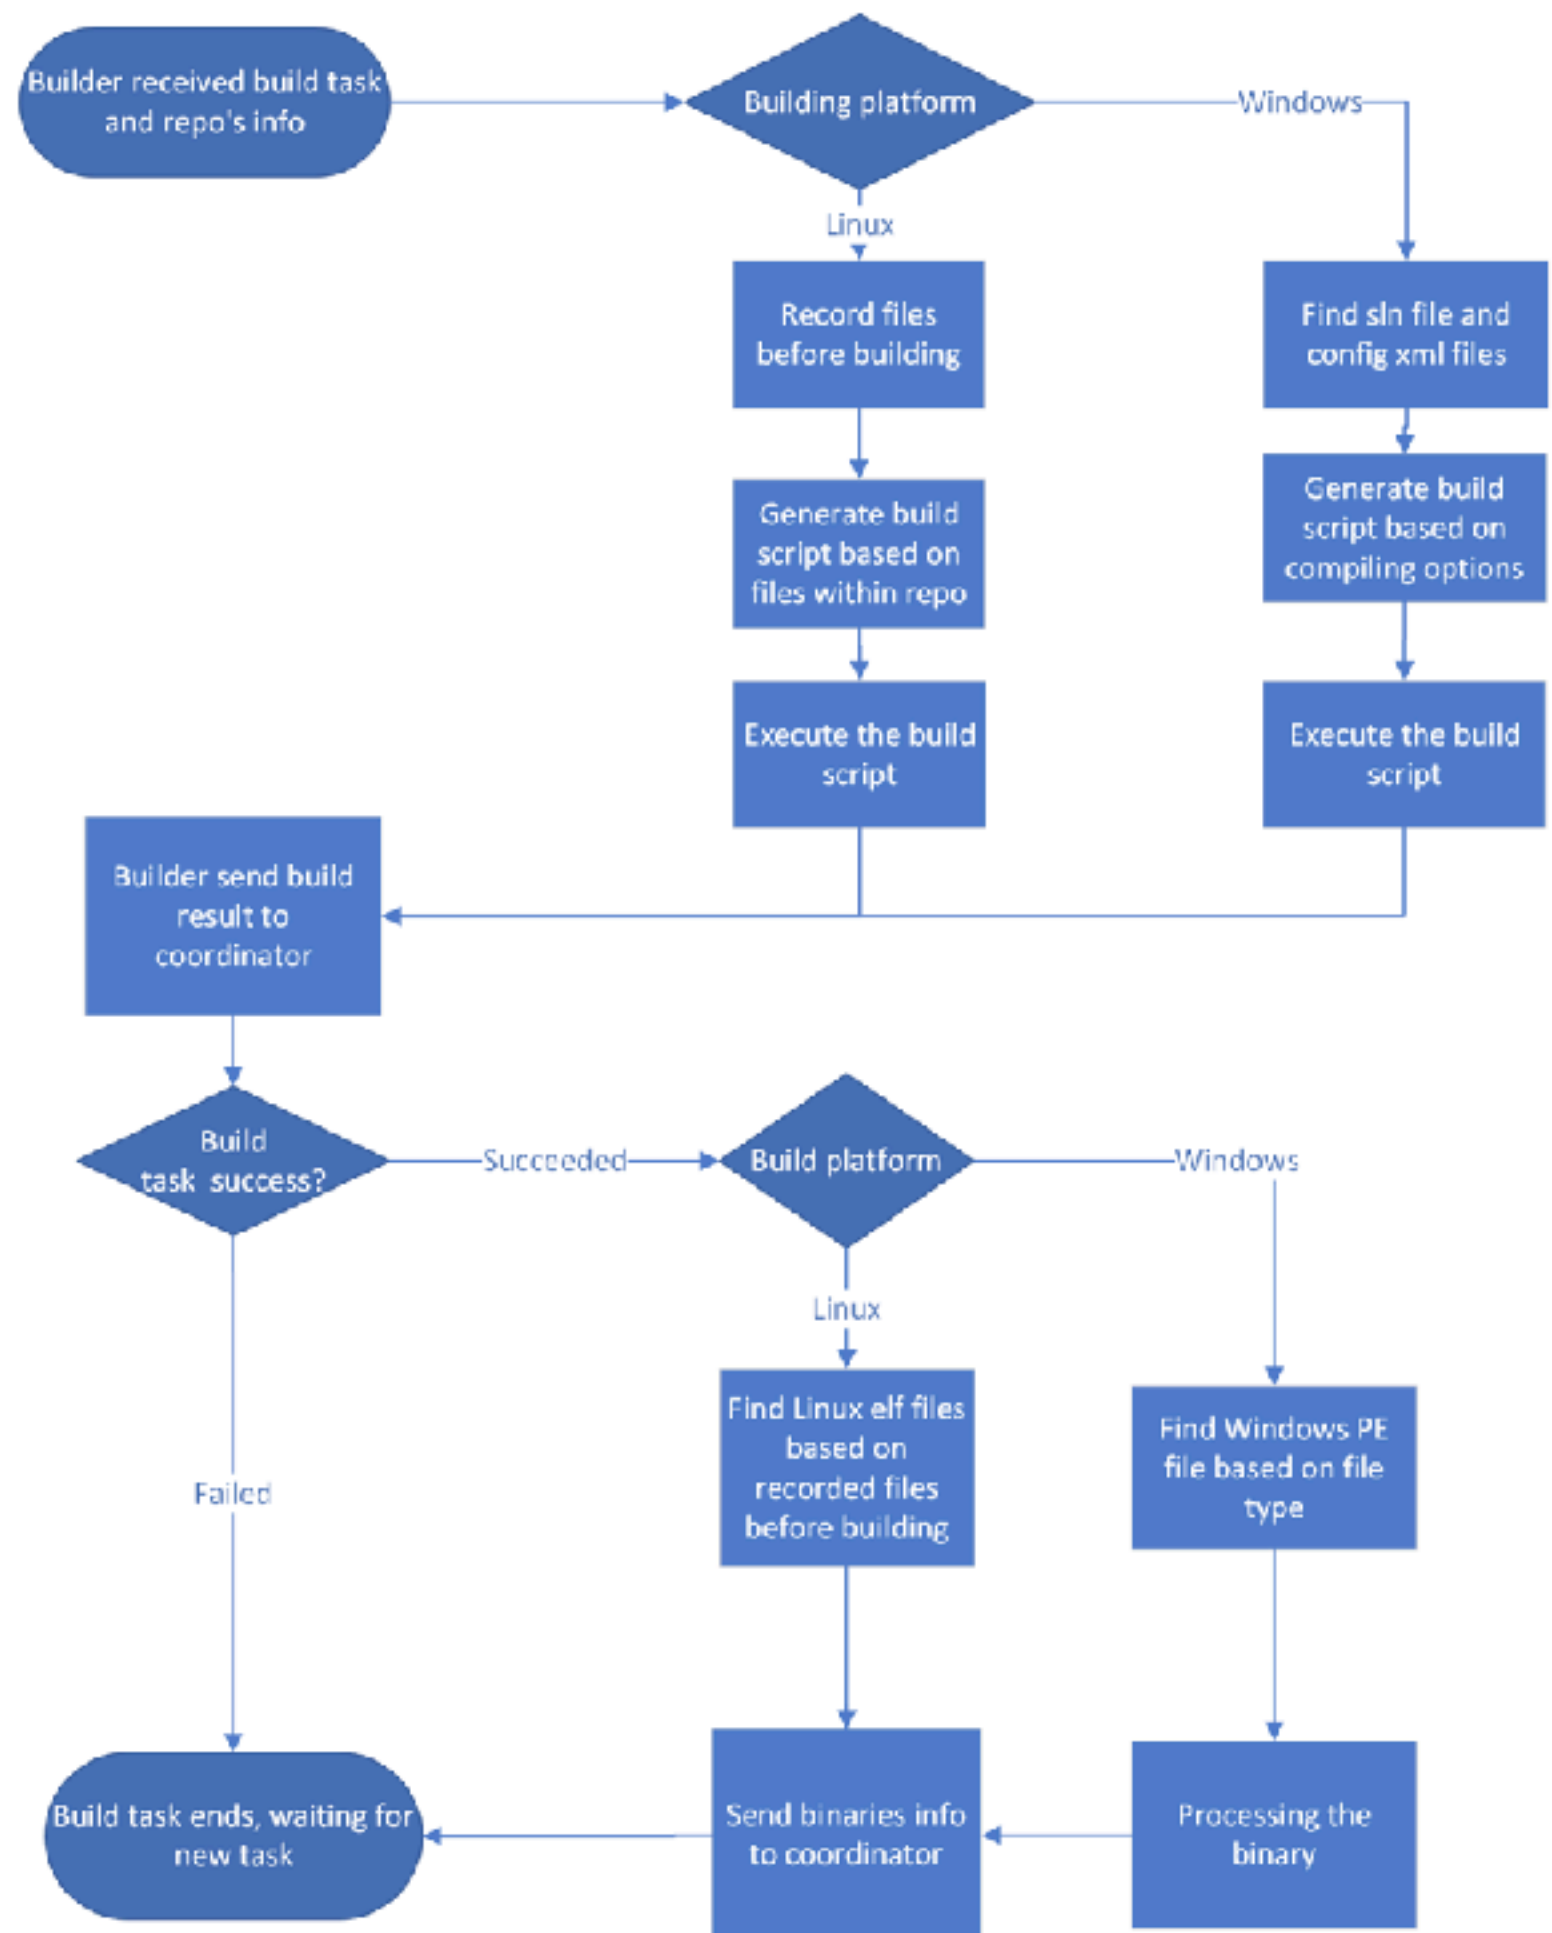 Builder received build task
and repo's info
Building platform
Windows
Linux
Record files
before building
Find sln file and
config xml files
Generate build
script based on
files within repo
Generate build
script based on
compiling options
Execute the build
script
Execute the build
script
Builder send build
result to
coordinator
Build
task success?
Succeeded
Build platform
Windows
Linux
Failed
Find Linux elf files
based on
recorded files
before building
Find Windows PE
file based on file
type
Build task ends, waiting for
new task
Send binaries info
to coordinator
Processing the
binary